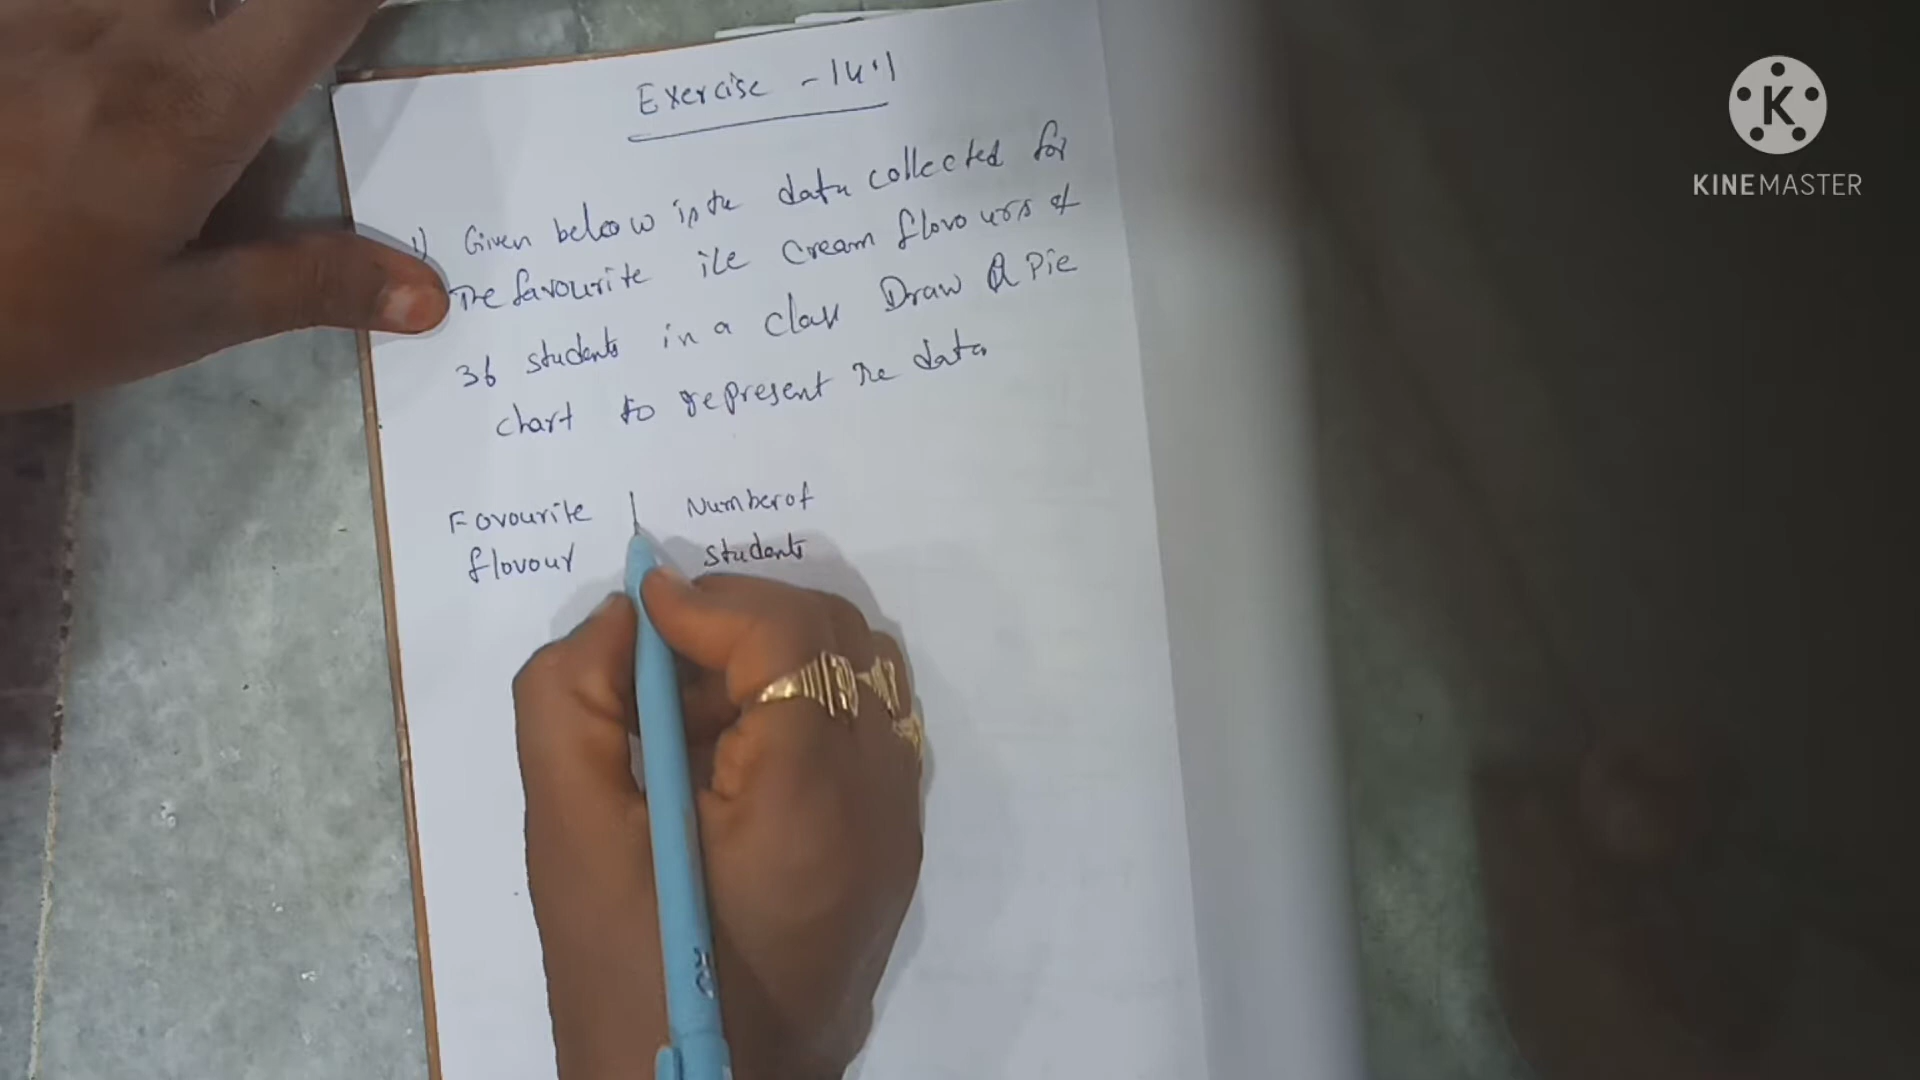 Exercise - 14.1
1) Given below is the data collected for
The favourite ice cream flovours of
36 students in a class Draw a Pie
chart to represent The data
Fovourite Number of
flovour students
K
KINEMASTER